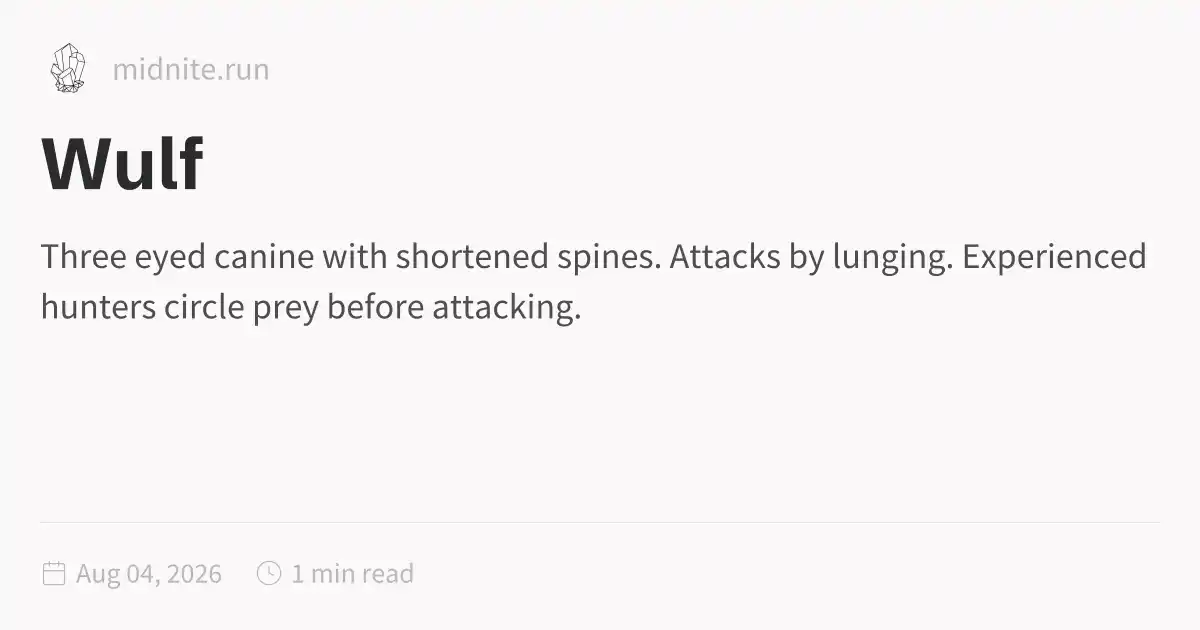 midnite.run
Wulf
Three eyed canine with shortened spines. Attacks by lunging. Experienced
hunters circle prey before attacking.
Aug 04, 2026 1 min read